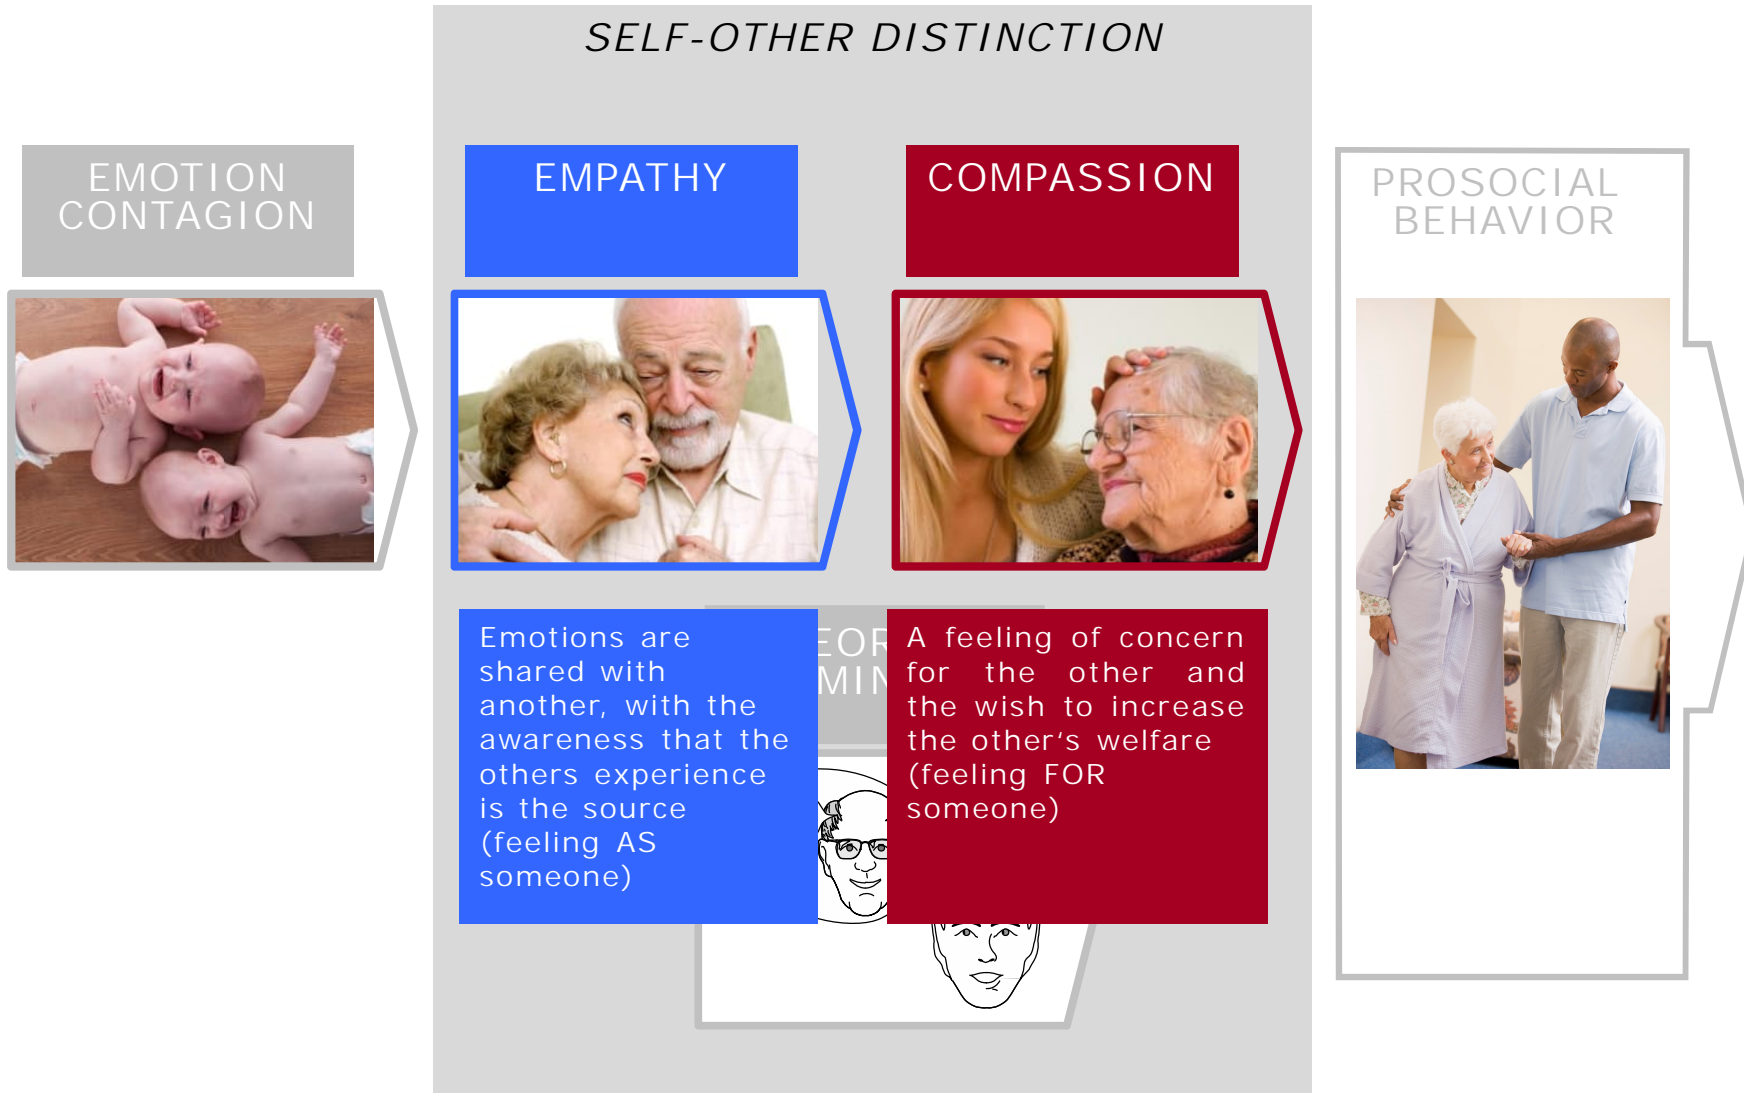 SELF-OTHER DISTINCTION
EMOTION
CONTAGION
EMPATHY
COMPASSION
PROSOCIAL
BEHAVIOR
Emotions are
shared with
another, with the
awareness that the
others experience
is the source
(feeling AS
someone)
A feeling of concern
for the other and
the wish to increase
the other‘s welfare
(feeling FOR
someone)